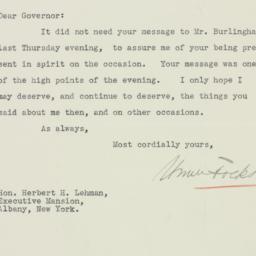 Dear Governor:
It did not need your message to Mr. Burlingha
last Thursday evening, to assure me of your being pre
sent in spirit on the occasion. Your message was one
of the high points of the evening. I only hope I
may deserve, and continue to deserve, the things you
said about me then, and on other occasions.
As always,
Most cordially yours,
Hon. Herbert H. Lehman,
Executive Mansion,
Albany, New York.